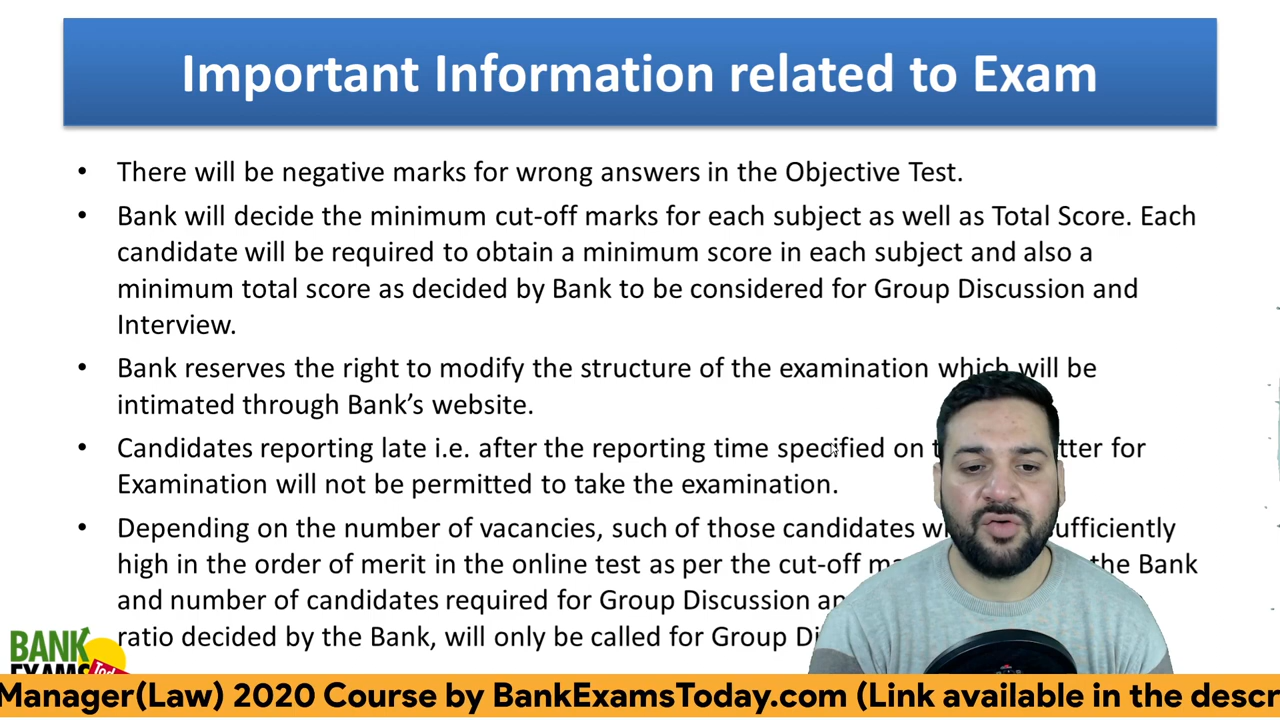 Important Information related to Exam
• There will be negative marks for wrong answers in the Objective Test.
• Bank will decide the minimum cut-off marks for each subject as well as Total Score. Each
candidate will be required to obtain a minimum score in each subject and also a
minimum total score as decided by Bank to be considered for Group Discussion and
Interview.
• Bank reserves the right to modify the structure of the examination which will be
intimated through Bank's website.
• Candidates reporting late i.e. after the reporting time specified on for
Examination will not be permitted to take the examination.
• Depending on the number of vacancies, such of those candidates sufficiently
high in the order of merit in the online test as per the cut-off the Bank
and number of candidates required for Group Discussion
ratio decided by the Bank, will only be called for Group
BANK
EXAMS
Today
Manager(Law) 2020 Course by BankExamsToday.com (Link available in the descr